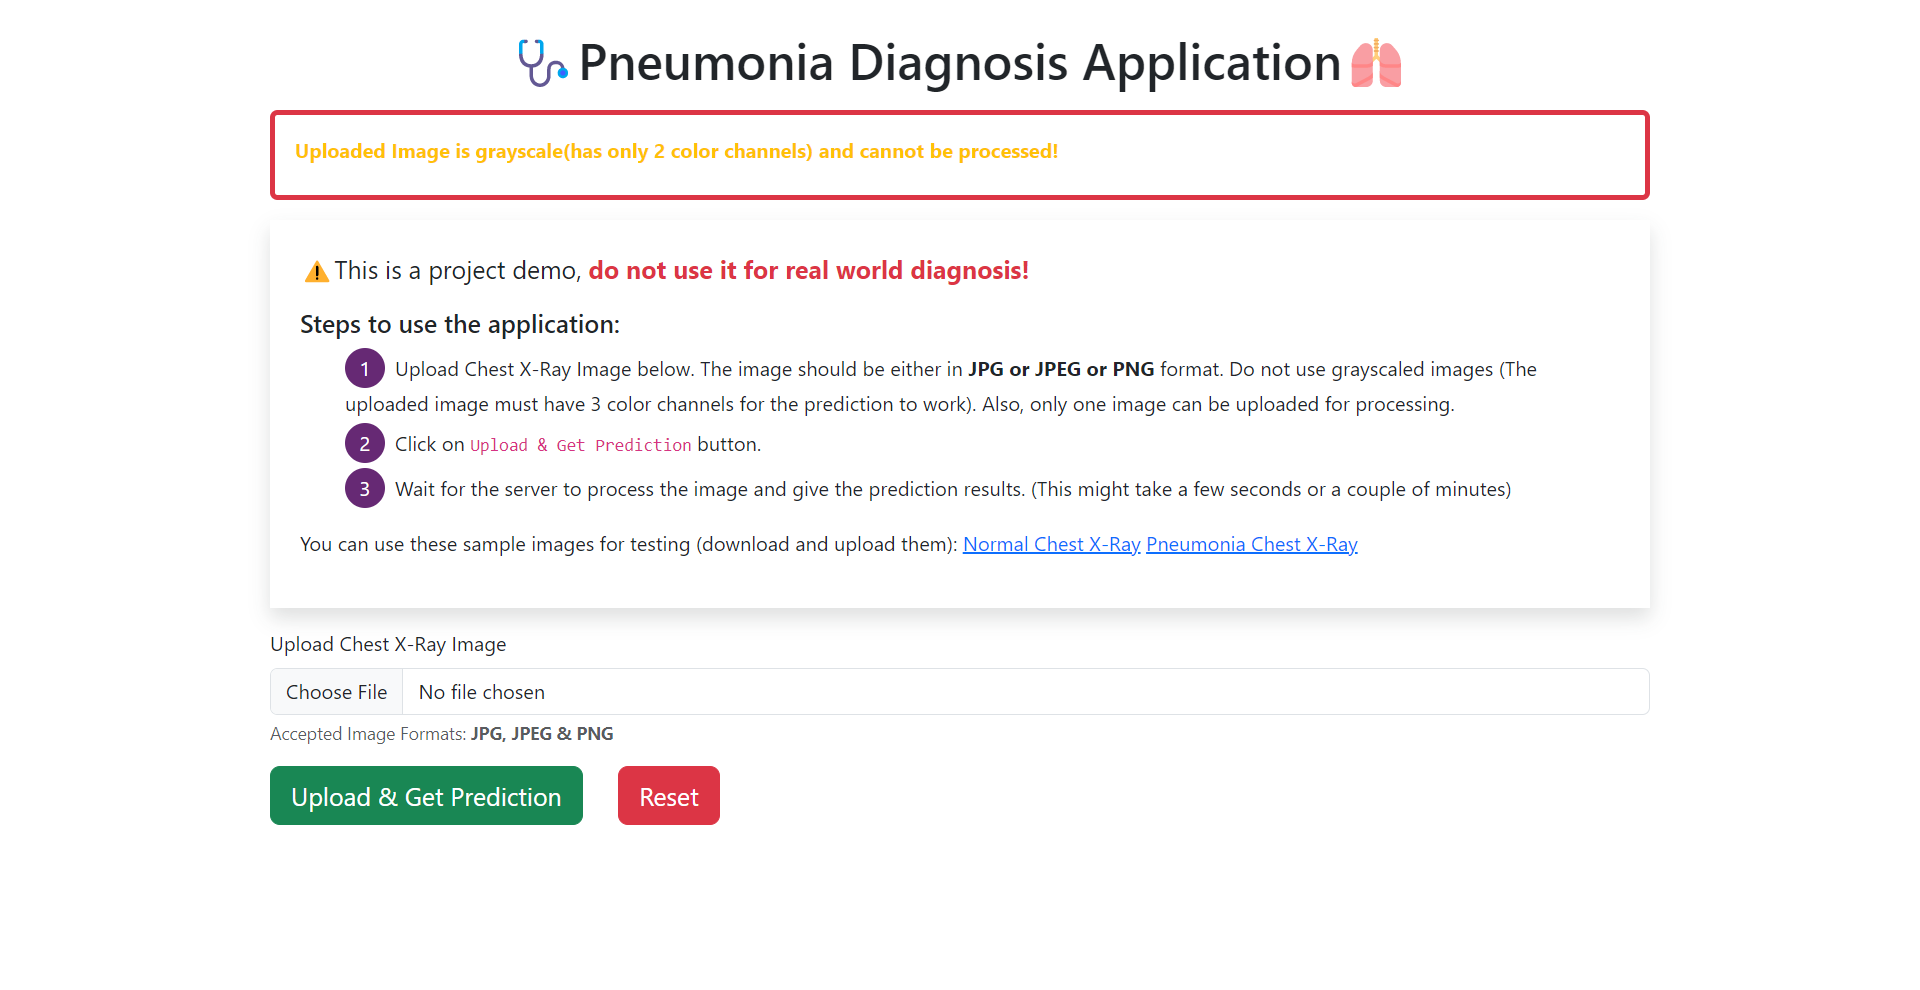 Pneumonia Diagnosis Application
Uploaded Image is grayscale(has only 2 color channels) and cannot be processed!
This is a project demo, do not use it for real world diagnosis!
Steps to use the application:
1 Upload Chest X-Ray Image below. The image should be either in JPG or JPEG or PNG format. Do not use grayscaled images (The
uploaded image must have 3 color channels for the prediction to work). Also, only one image can be uploaded for processing.
2 Click on Upload & Get Prediction button.
3 Wait for the server to process the image and give the prediction results. (This might take a few seconds or a couple of minutes)
You can use these sample images for testing (download and upload them): Normal Chest X-Ray Pneumonia Chest X-Ray
Upload Chest X-Ray Image
Choose File No file chosen
Accepted Image Formats: JPG, JPEG & PNG
Upload & Get Prediction Reset